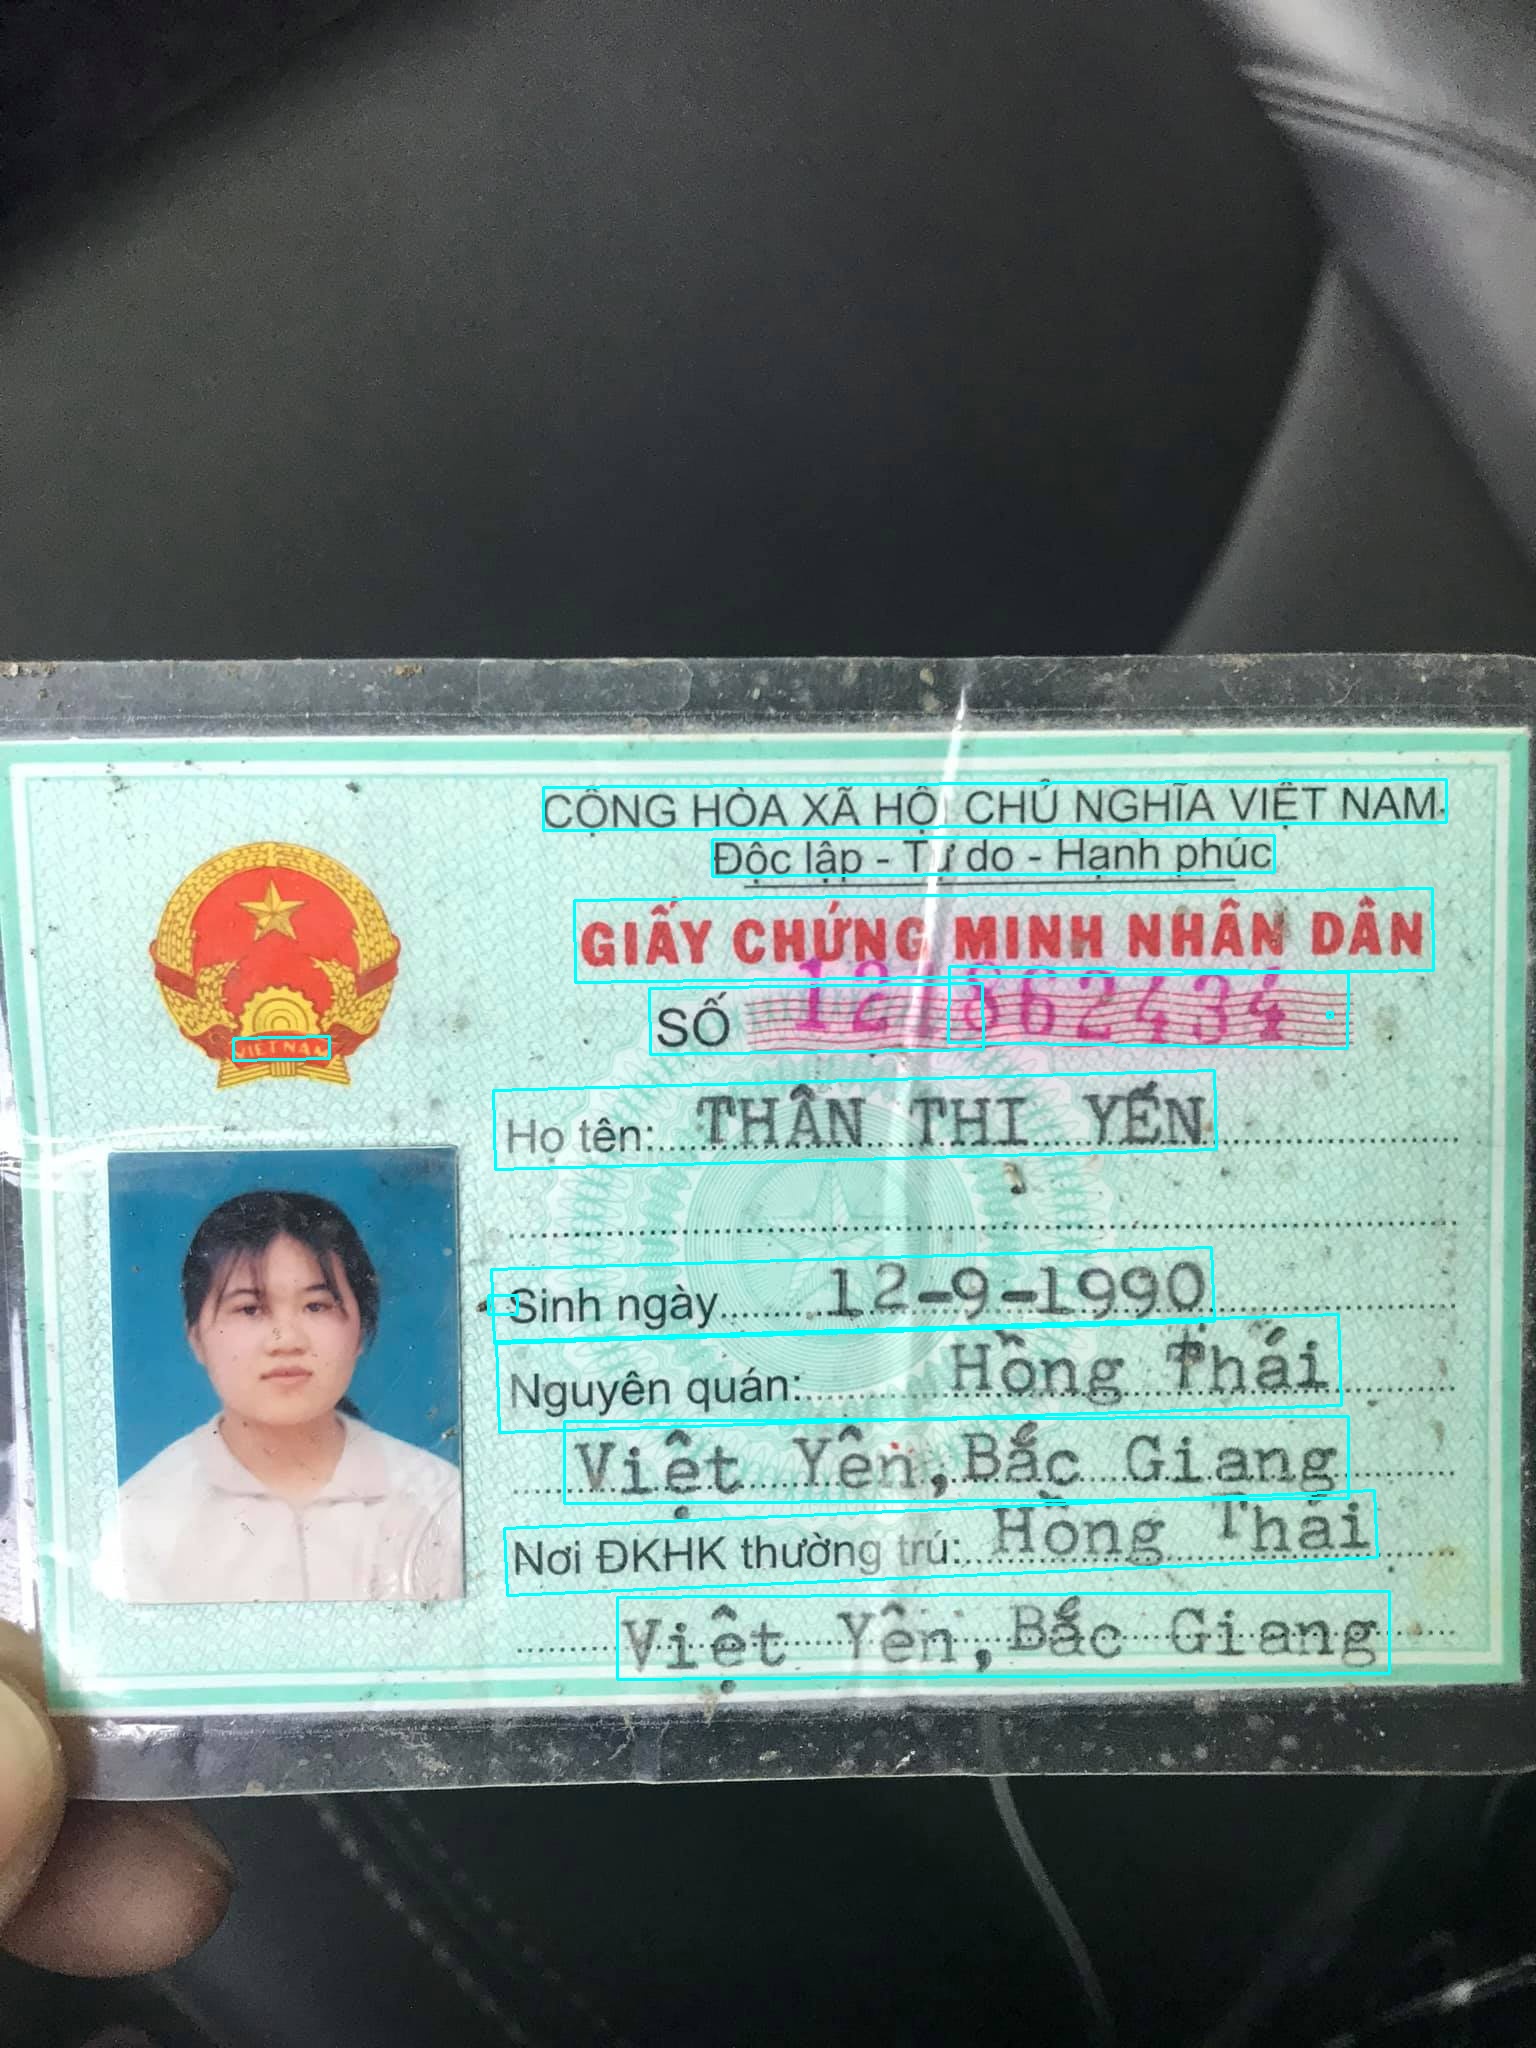 CỘNG HÒA XÃ HỘI CHỦ NGHĨA VIỆT NAM
Độc lập - Tự do - Hạnh phúc
GIẤY CHỨNG MINH NHÂN DÂN
SỐ
VIET NAM
Họ tên: THÂN THỊ YẾN
Sinh ngày 12-9-1990
Nguyên quán: Hồng Thái
Việt Yên, Bắc Giang
Nơi ĐKHK thường trú: Hồng Thái
Việt Yên, Bắc Giang